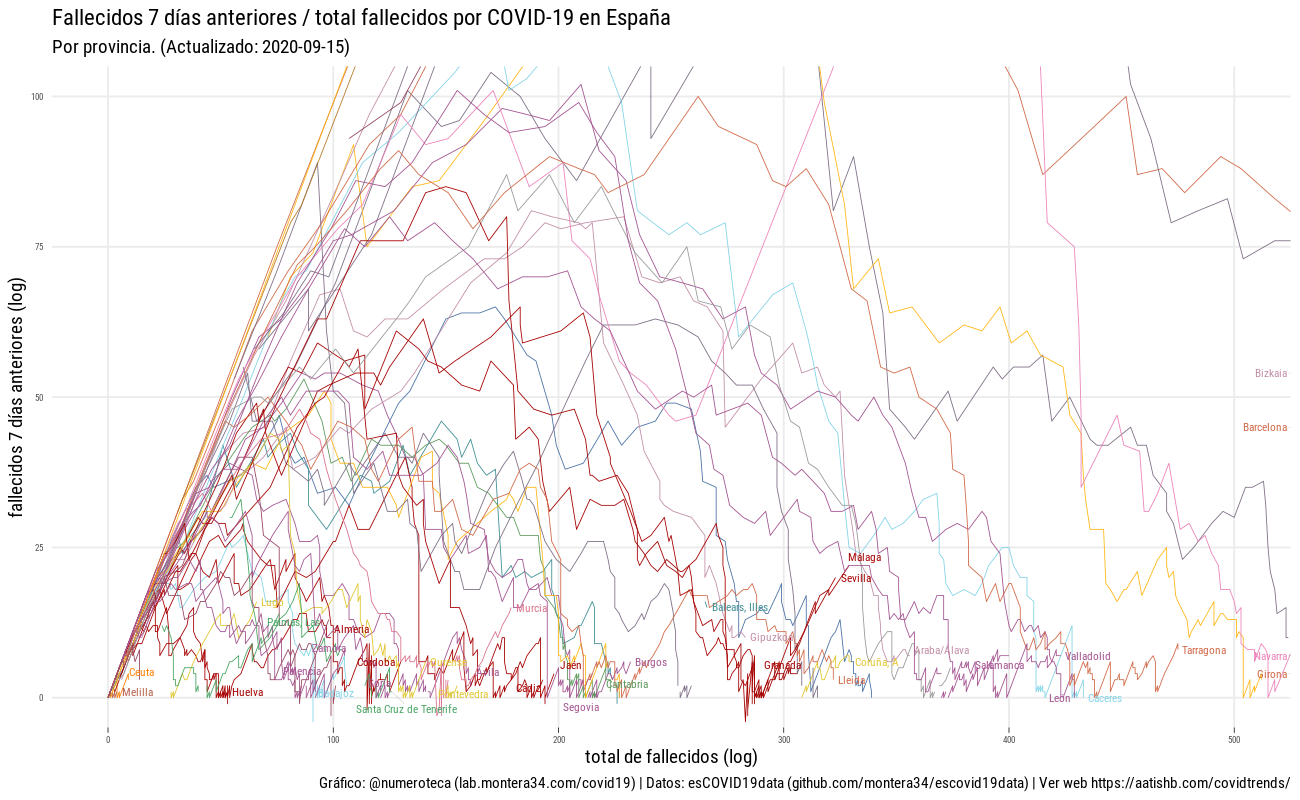 Fallecidos 7 días anteriores / total fallecidos por COVID-19 en España
Por provincia. (Actualizado: 2020-09-15)
fallecidos 7 días anteriores (log)
100
75
50
25
0
Bizkaia
Barcelona
Málaga
Sevilla
Lugo
Murcia
Balears, Illes
Palmas, Las
Almería
Gipuzkoa
Zamora
Araba/Álava
Tarragona
Navarra
Córdoba
Ourense
Jaén
Burgos
Granada
Coruña, A
Salamanca
Valladolid
Ceuta
Palencia
Ávila
Girona
Lleida
Melilla
Huelva
Badajoz
Pontevedra
Cádiz
Cantabria
León
Cáceres
Santa Cruz de Tenerife
Segovia
0
100
200
300
400
500
total de fallecidos (log)
Gráfico: @numeroteca (lab.montera34.com/covid19) | Datos: esCOVID19data (github.com/montera34/escovid19data) | Ver web https://aatishb.com/covidtrends/